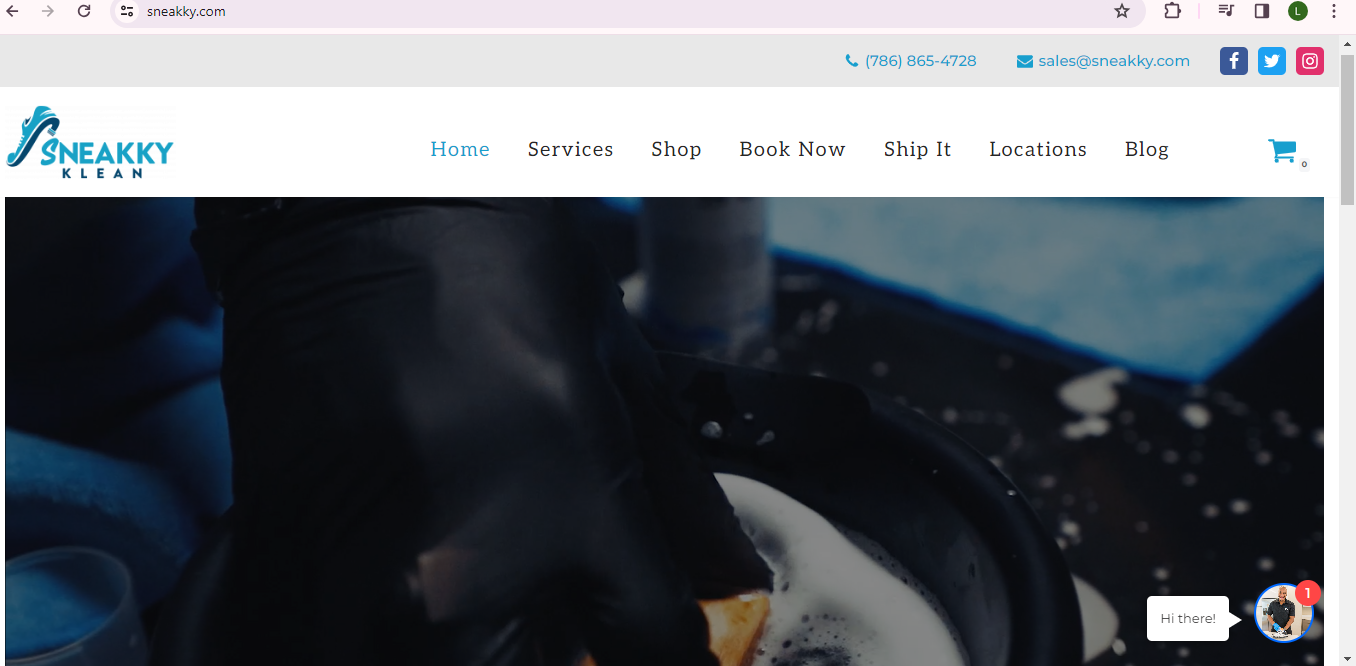 sneakky.com
L
(786) 865-4728 sales@sneakky.com
SNEAKKY
KLEAN
Home Services Shop Book Now Ship It Locations Blog
0
1
Hi there!